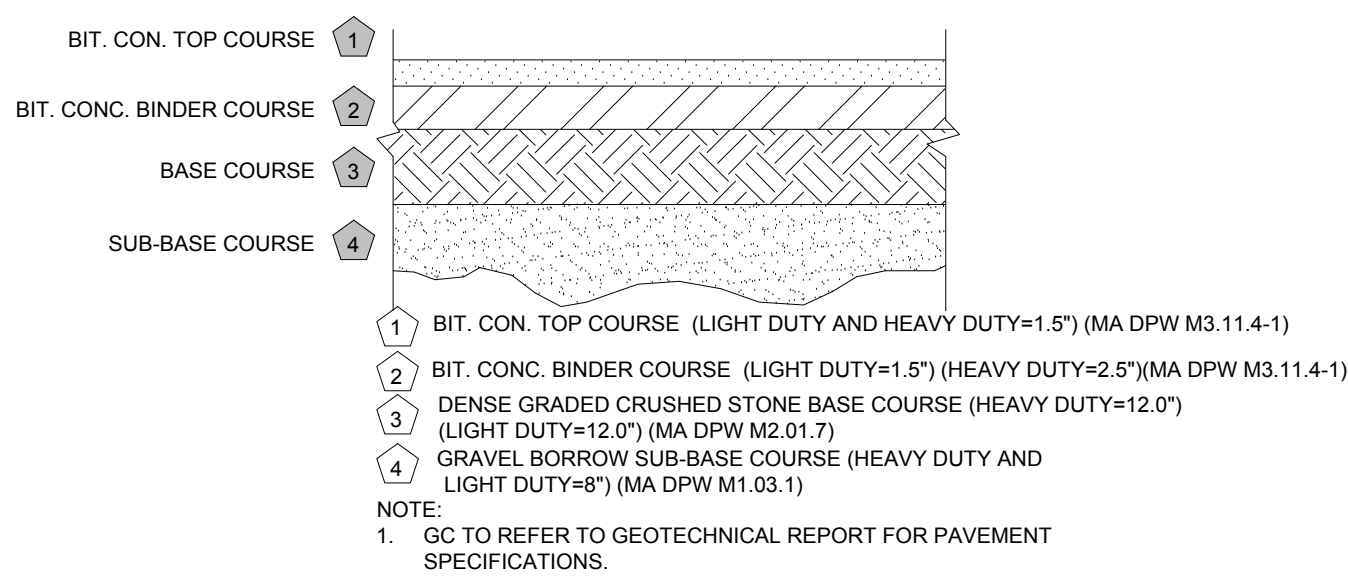 BIT. CON. TOP COURSE 1
BIT. CONC. BINDER COURSE 2
BASE COURSE 3
SUB-BASE COURSE 4
1 BIT. CON. TOP COURSE (LIGHT DUTY AND HEAVY DUTY=1.5") (MA DPW M3.11.4-1)
2 BIT. CONC. BINDER COURSE (LIGHT DUTY=1.5") (HEAVY DUTY=2.5")(MA DPW M3.11.4-1)
3 DENSE GRADED CRUSHED STONE BASE COURSE (HEAVY DUTY=12.0")
(LIGHT DUTY=12.0") (MA DPW M2.01.7)
4 GRAVEL BORROW SUB-BASE COURSE (HEAVY DUTY AND
LIGHT DUTY=8") (MA DPW M1.03.1)
NOTE:
1. GC TO REFER TO GEOTECHNICAL REPORT FOR PAVEMENT
SPECIFICATIONS.